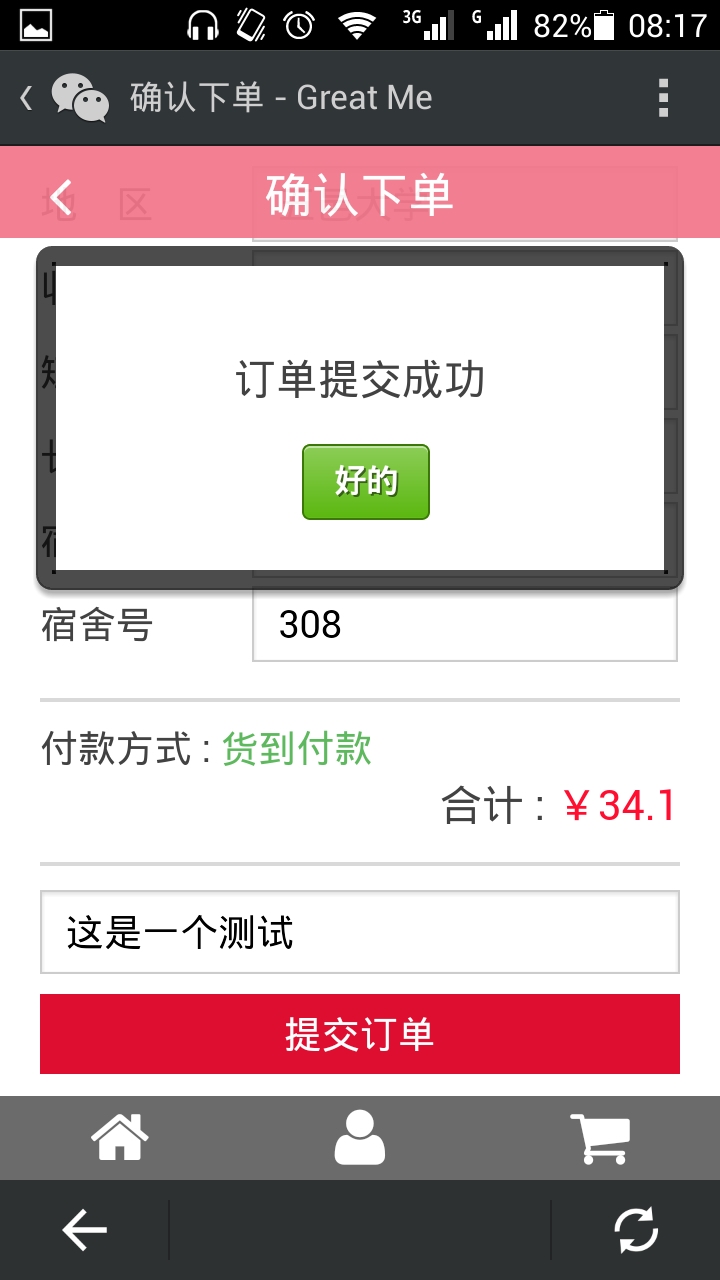 3G G 82% 08:17
确认下单 - Great Me
地 区
确认下单
订单提交成功
好的
宿舍号 308
付款方式 : 货到付款
合计 : ￥34.1
这是一个测试
提交订单